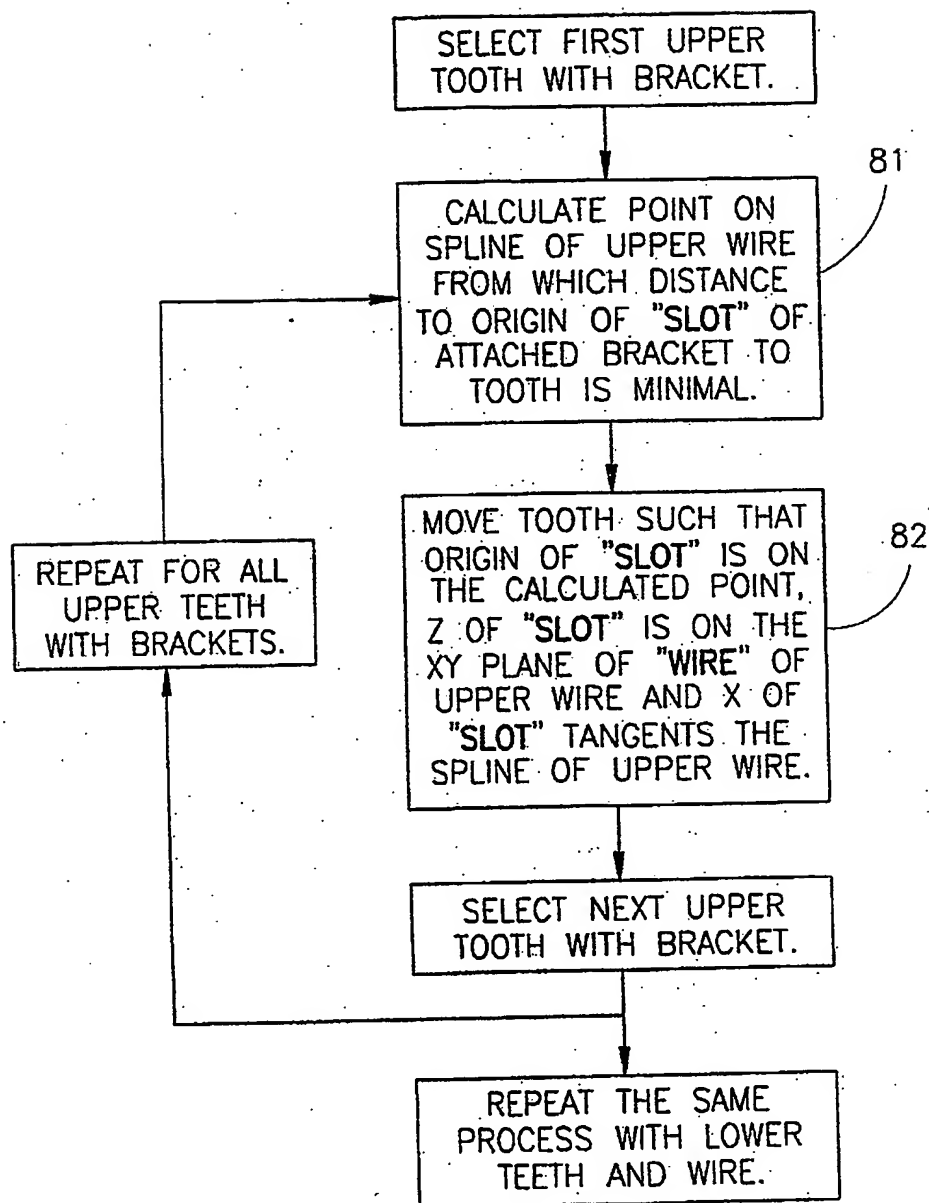 SELECT FIRST UPPER
TOOTH WITH BRACKET.
81
CALCULATE POINT ON
SPLINE OF UPPER WIRE
FROM WHICH DISTANCE
TO ORIGIN OF "SLOT" OF
ATTACHED BRACKET TO
TOOTH IS MINIMAL.
MOVE TOOTH SUCH THAT
ORIGIN OF "SLOT" IS ON
THE CALCULATED POINT,
Z OF "SLOT" IS ON THE
XY PLANE OF "WIRE" OF
UPPER WIRE AND X OF
"SLOT" TANGENTS THE
SPLINE OF UPPER WIRE.
82
REPEAT FOR ALL
UPPER TEETH
WITH BRACKETS.
SELECT NEXT UPPER
TOOTH WITH BRACKET.
REPEAT THE SAME
PROCESS WITH LOWER
TEETH AND WIRE.